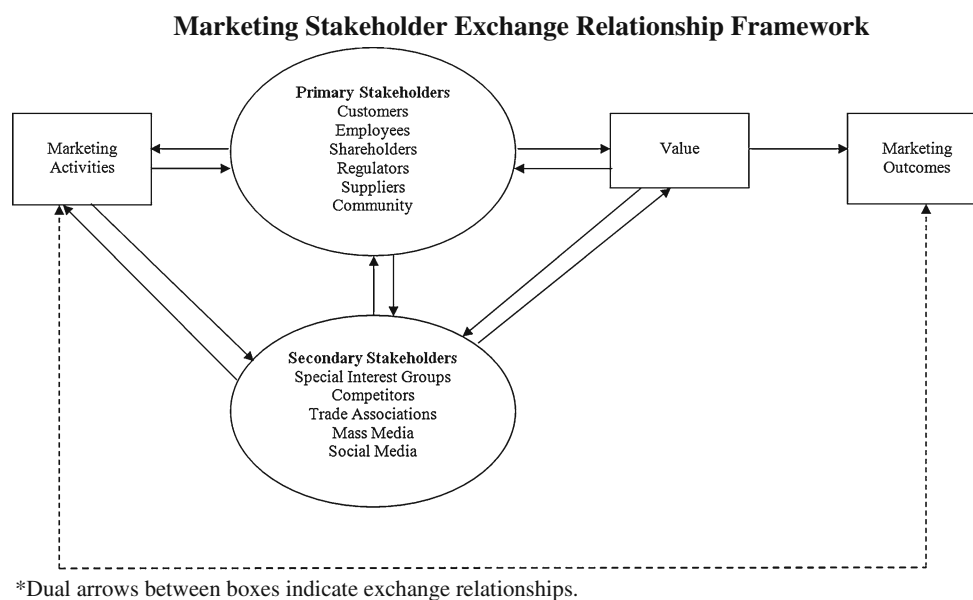 Marketing Stakeholder Exchange Relationship Framework
Marketing
Activities
Primary Stakeholders
Customers
Employees
Shareholders
Regulators
Suppliers
Community
Value
Marketing
Outcomes
Secondary Stakeholders
Special Interest Groups
Competitors
Trade Associations
Mass Media
Social Media
*Dual arrows between boxes indicate exchange relationships.